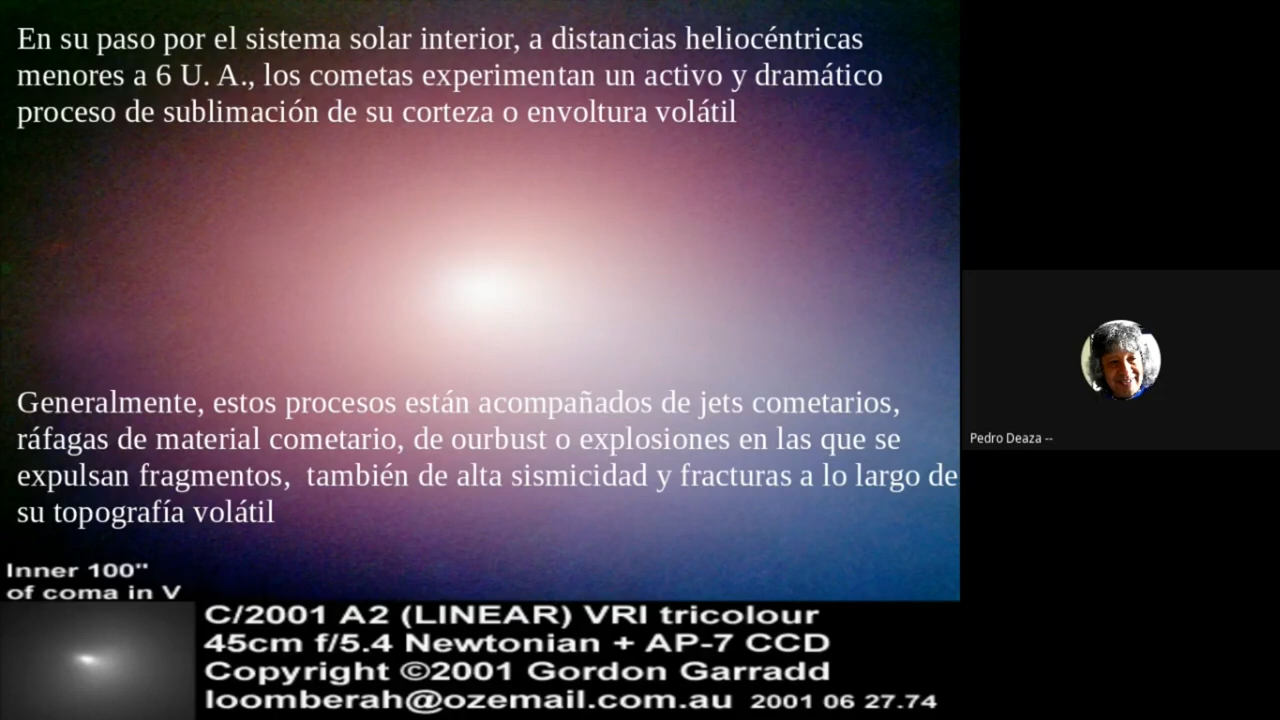 En su paso por el sistema solar interior, a distancias heliocéntricas
menores a 6 U. A., los cometas experimentan un activo y dramático
proceso de sublimación de su corteza o envoltura volátil
Generalmente, estos procesos están acompañados de jets cometarios,
ráfagas de material cometario, de ourbust o explosiones en las que se
expulsan fragmentos,  también de alta sismicidad y fracturas a lo largo de
su topografía volátil
Pedro Deaza --
Inner 100"
of coma in V
C/2001 A2 (LINEAR) VRI tricolour
45cm f/5.4 Newtonian + AP-7 CCD
Copyright ©2001 Gordon Garradd
loomberah@ozemail.com.au 2001 06 27.74